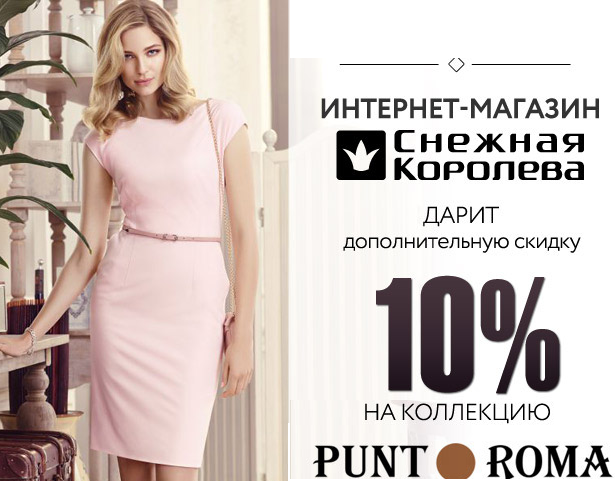 ИНТЕРНЕТ-МАГАЗИН
СНЕЖНАЯ
КОРОЛЕВА
ДАРИТ
дополнительную скидку
10%
НА КОЛЛЕКЦИЮ
PUNT ROMA